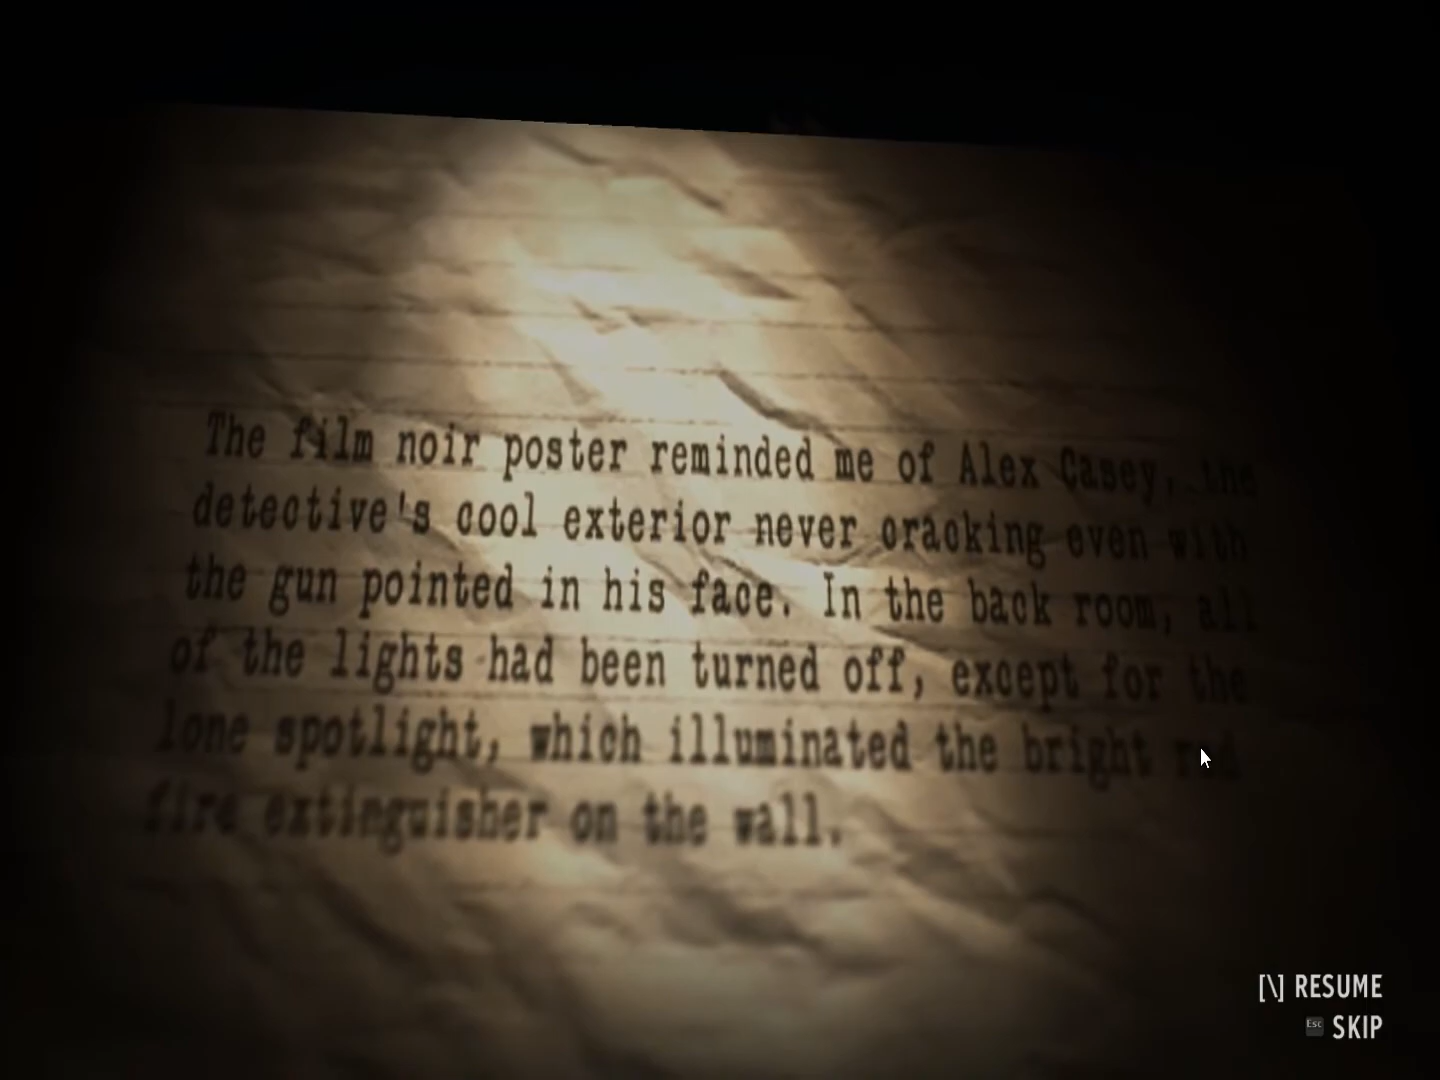 The film noir poster reminded me of Alex Casey, the
detective's cool exterior never cracking even with
the gun pointed in his face. In the back room, all
of the lights had been turned off, except for the
lone spotlight, which illuminated the bright red
fire extinguisher on the wall.
[\] RESUME
Esc SKIP